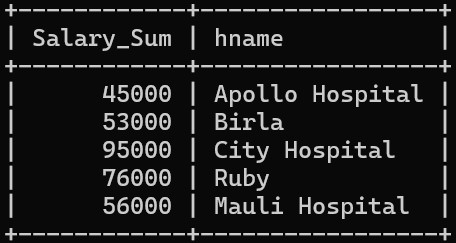 +------------+-----------------+
| Salary_Sum | hname           |
+------------+-----------------+
|      45000 | Apollo Hospital |
|      53000 | Birla           |
|      95000 | City Hospital   |
|      76000 | Ruby            |
|      56000 | Mauli Hospital  |
+------------+-----------------+